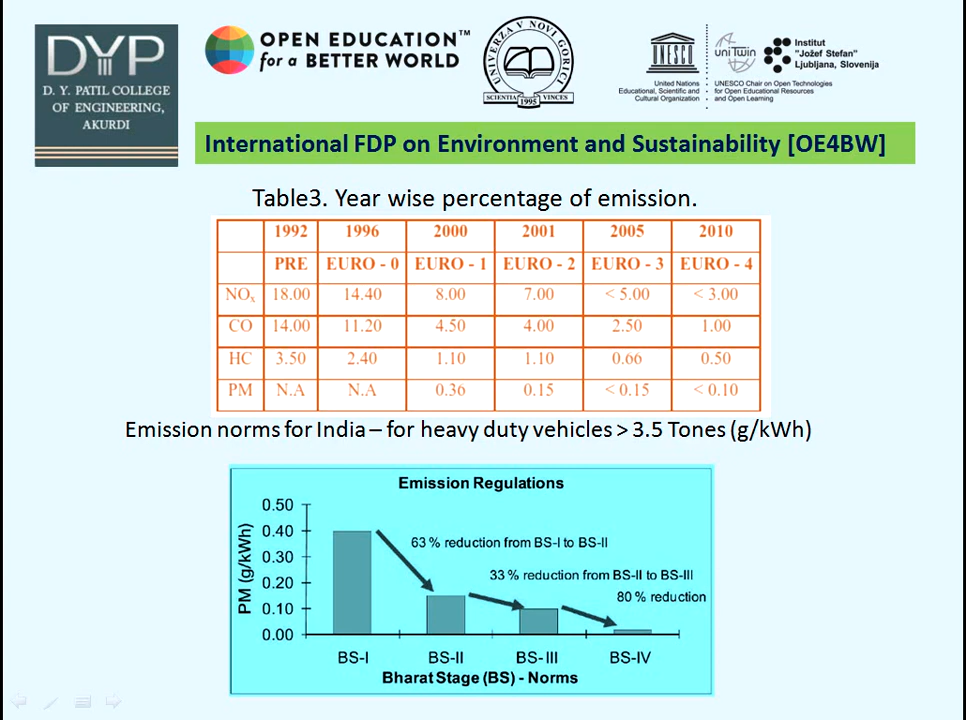 DYP
D. Y. PATIL COLLEGE
OF ENGINEERING,
AKURDI
OPEN EDUCATION™
for a BETTER WORLD
UNIVERZA V NOVI GORICI
SCIENTIA VINCES
1995
UNESCO
United Nations
Educational, Scientific and
Cultural Organization
uniTwin
Institut
"Jožef Stefan"
Ljubljana, Slovenija
UNESCO Chair on Open Technologies
for Open Educational Resources
and Open Learning
International FDP on Environment and Sustainability [OE4BW]
Table3. Year wise percentage of emission.
1992 1996 2000 2001 2005 2010
PRE EURO - 0 EURO - 1 EURO - 2 EURO - 3 EURO - 4
NOx 18.00 14.40 8.00 7.00 < 5.00 < 3.00
CO 14.00 11.20 4.50 4.00 2.50 1.00
HC 3.50 2.40 1.10 1.10 0.66 0.50
PM N.A N.A 0.36 0.15 < 0.15 < 0.10
Emission norms for India – for heavy duty vehicles > 3.5 Tones (g/kWh)
Emission Regulations
PM (g/kWh)
0.50
0.40
0.30
0.20
0.10
0.00
63 % reduction from BS-I to BS-II
33 % reduction from BS-II to BS-III
80 % reduction
BS-I BS-II BS- III BS-IV
Bharat Stage (BS) - Norms